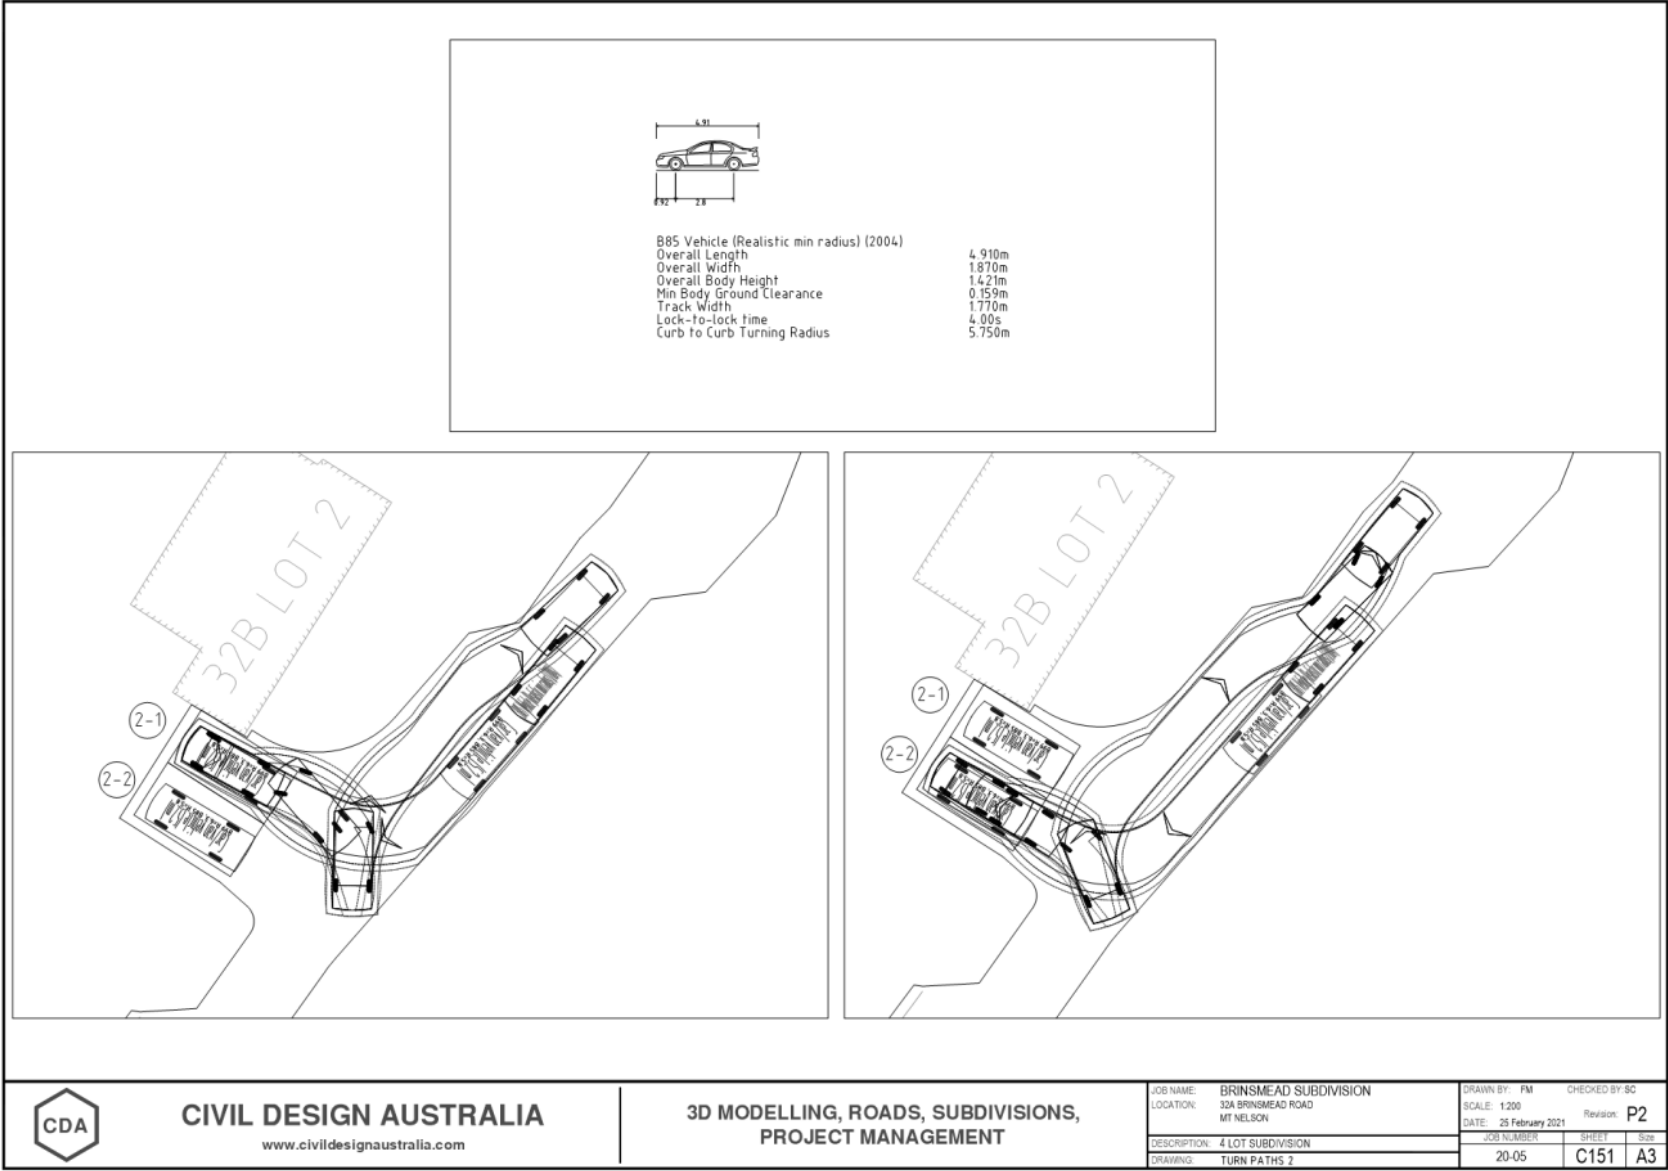 4.91
0.92
2.8
B85 Vehicle (Realistic min radius) (2004)
Overall Length 4.910m
Overall Width 1.870m
Overall Body Height 1.421m
Min Body Ground Clearance 0.159m
Track Width 1.770m
Lock-to-lock time 4.00s
Curb to Curb Turning Radius 5.750m
32B LOT 2
2-1
2-2
32B LOT 2
2-1
2-2
CDA
CIVIL DESIGN AUSTRALIA
www.civildesignaustralia.com
3D MODELLING, ROADS, SUBDIVISIONS,
PROJECT MANAGEMENT
JOB NAME: BRINSMEAD SUBDIVISION
LOCATION: 32A BRINSMEAD ROAD
MT NELSON
DESCRIPTION: 4 LOT SUBDIVISION
DRAWING: TURN PATHS 2
DRAWN BY: FM CHECKED BY: SC
SCALE: 1:200
Revision: P2
DATE: 25 February 2021
JOB NUMBER SHEET Size
20-05 C151 A3